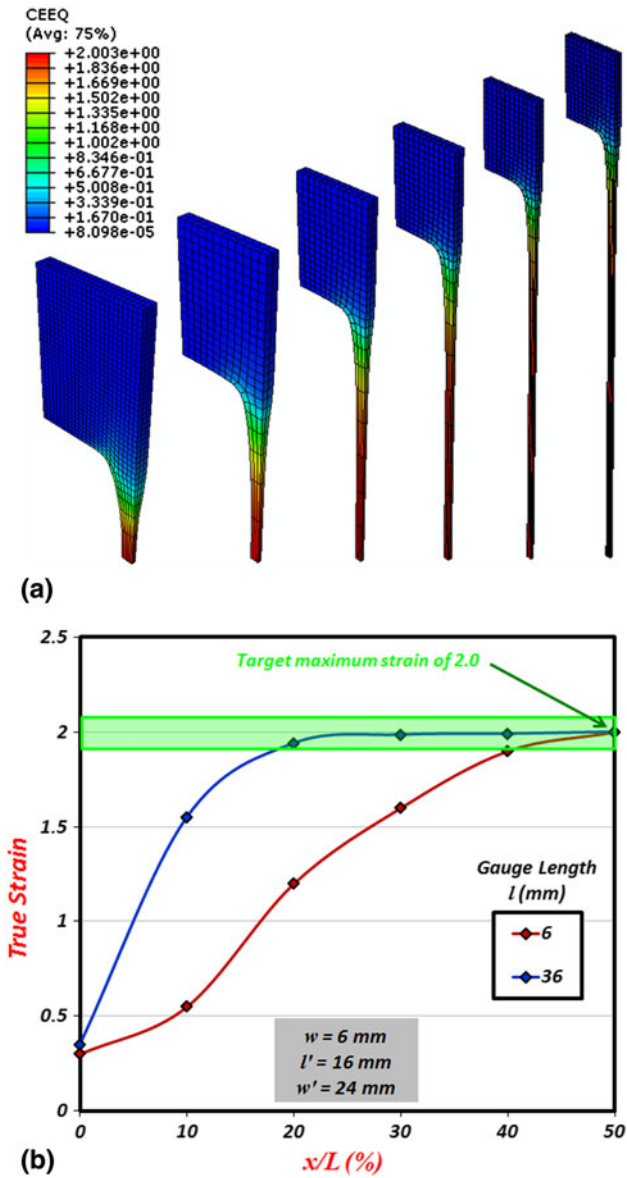 CEEQ
(Avg: 75%)
+2.003e+00
+1.836e+00
+1.669e+00
+1.502e+00
+1.335e+00
+1.168e+00
+1.002e+00
+8.346e-01
+6.677e-01
+5.008e-01
+3.339e-01
+1.670e-01
+8.098e-05
(a)
2.5
Target maximum strain of 2.0
2
1.5
True Strain
Gauge Length
l (mm)
1
6
36
0.5
w = 6 mm
l' = 16 mm
w' = 24 mm
0
0 10 20 30 40 50
(b)
x/L (%)